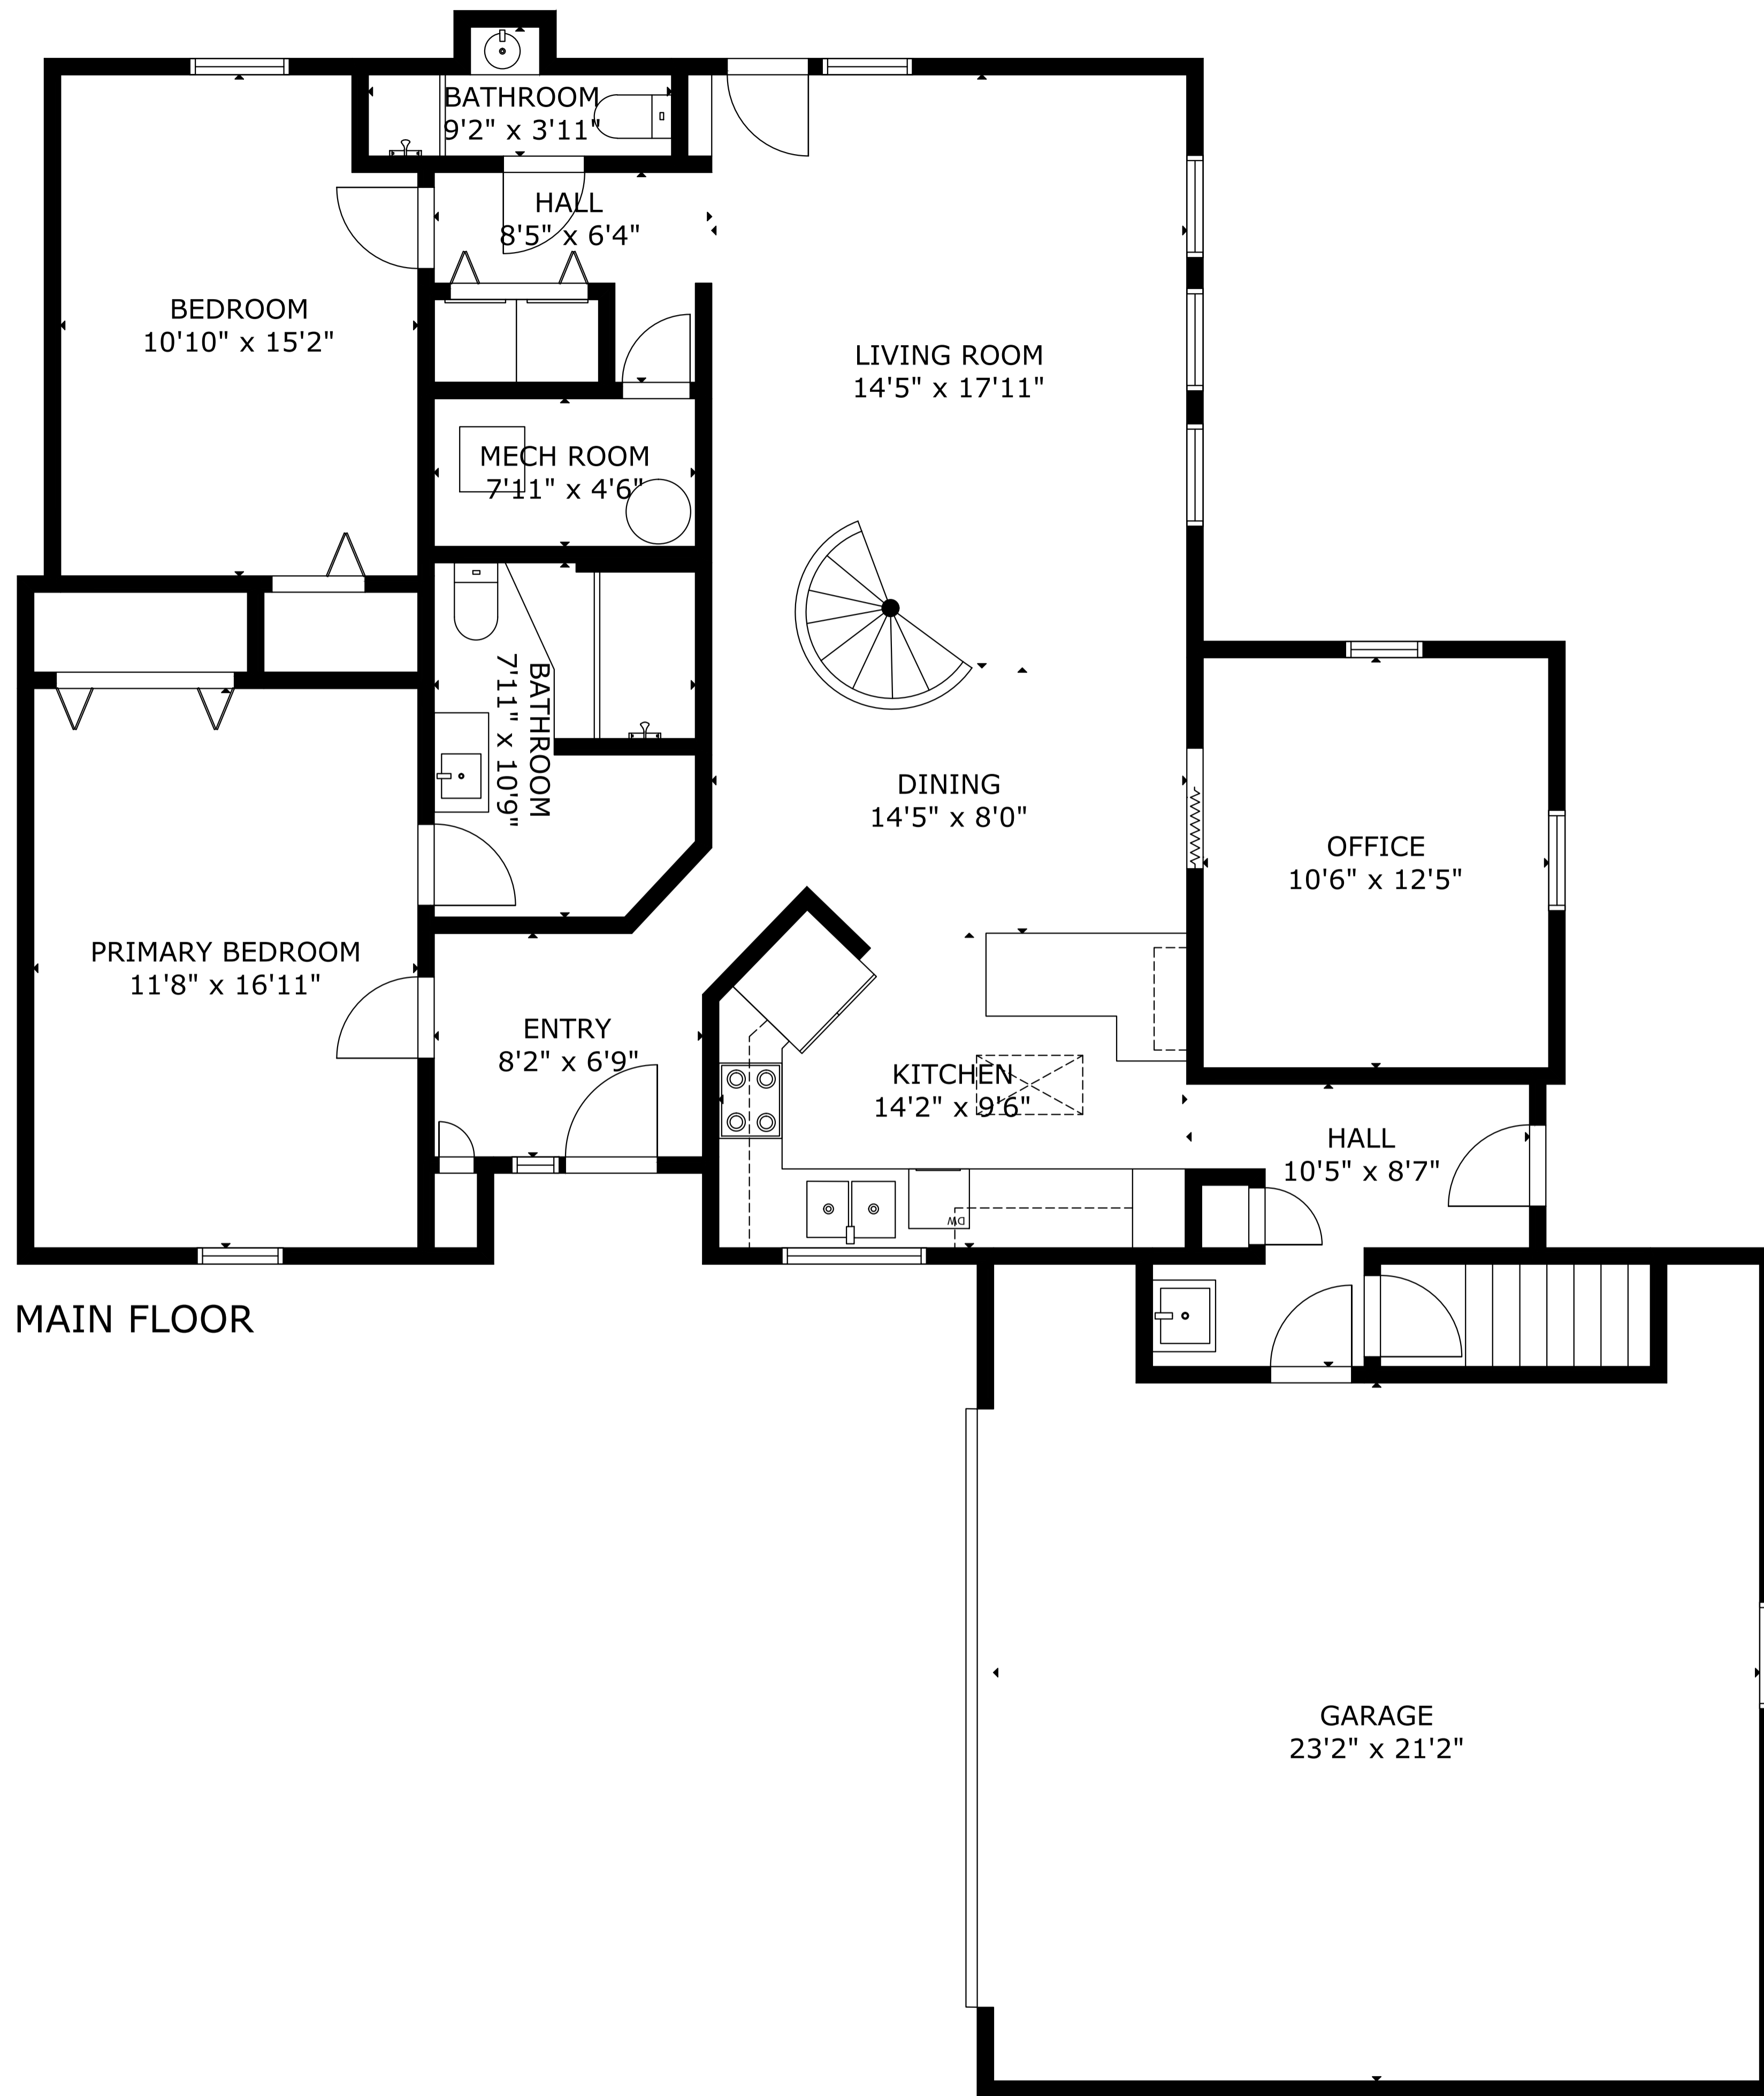 BATHROOM
9'2" x 3'11"
HALL
8'5" x 6'4"
BEDROOM
10'10" x 15'2"
LIVING ROOM
14'5" x 17'11"
MECH ROOM
7'11" x 4'6"
BATHROOM
7'11" x 10'9"
DINING
14'5" x 8'0"
OFFICE
10'6" x 12'5"
PRIMARY BEDROOM
11'8" x 16'11"
ENTRY
8'2" x 6'9"
KITCHEN
14'2" x 9'6"
HALL
10'5" x 8'7"
DW
MAIN FLOOR
GARAGE
23'2" x 21'2"